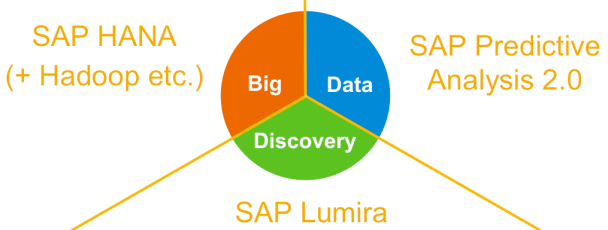 SAP HANA
(+ Hadoop etc.)
SAP Predictive
Analysis 2.0
Big
Data
Discovery
SAP Lumira